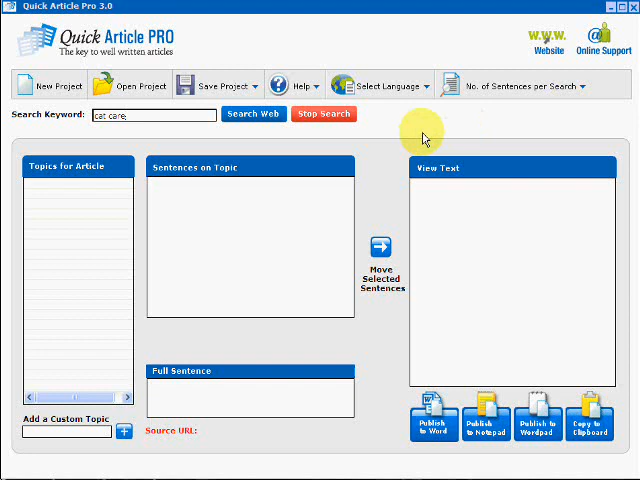 Quick Article PRO 3.0
Quick Article PRO
The key to well written articles
W.W.W.
Website
@
Online Support
New Project
Open Project
Save Project
Help
Select Language
No. of Sentences per Search
Search Keyword:
cat care
Search Web
Stop Search
Topics for Article
Sentences on Topic
View Text
Move
Selected
Sentences
Full Sentence
Add a Custom Topic
Source URL:
Publish
to Word
Publish
to Notepad
Publish to
Wordpad
Copy to
Clipboard